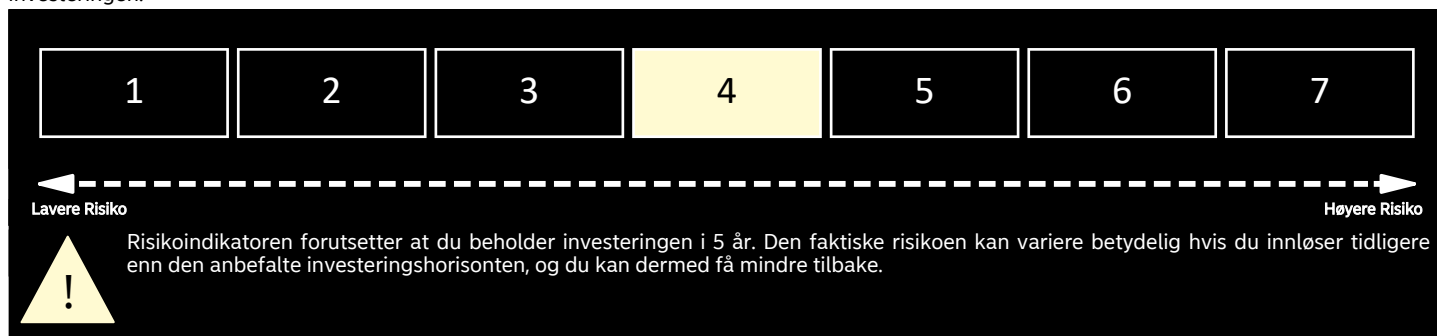 investeringen.
1 2 3 4 5 6 7
Lavere Risiko Høyere Risiko
Risikoindikatoren forutsetter at du beholder investeringen i 5 år. Den faktiske risikoen kan variere betydelig hvis du innløser tidligere
enn den anbefalte investeringshorisonten, og du kan dermed få mindre tilbake.
!